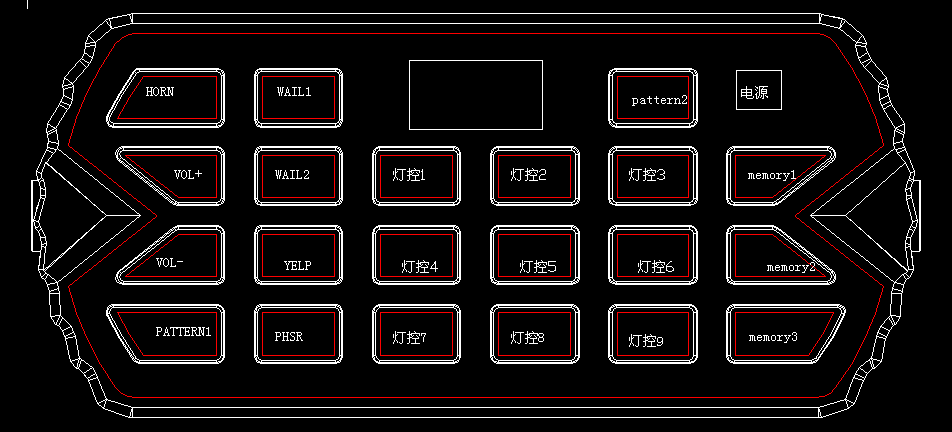 HORN
WAIL1
pattern2
电源
VOL+
WAIL2
灯控1
灯控2
灯控3
memory1
VOL-
YELP
灯控4
灯控5
灯控6
memory2
PATTERN1
PHSR
灯控7
灯控8
灯控9
memory3